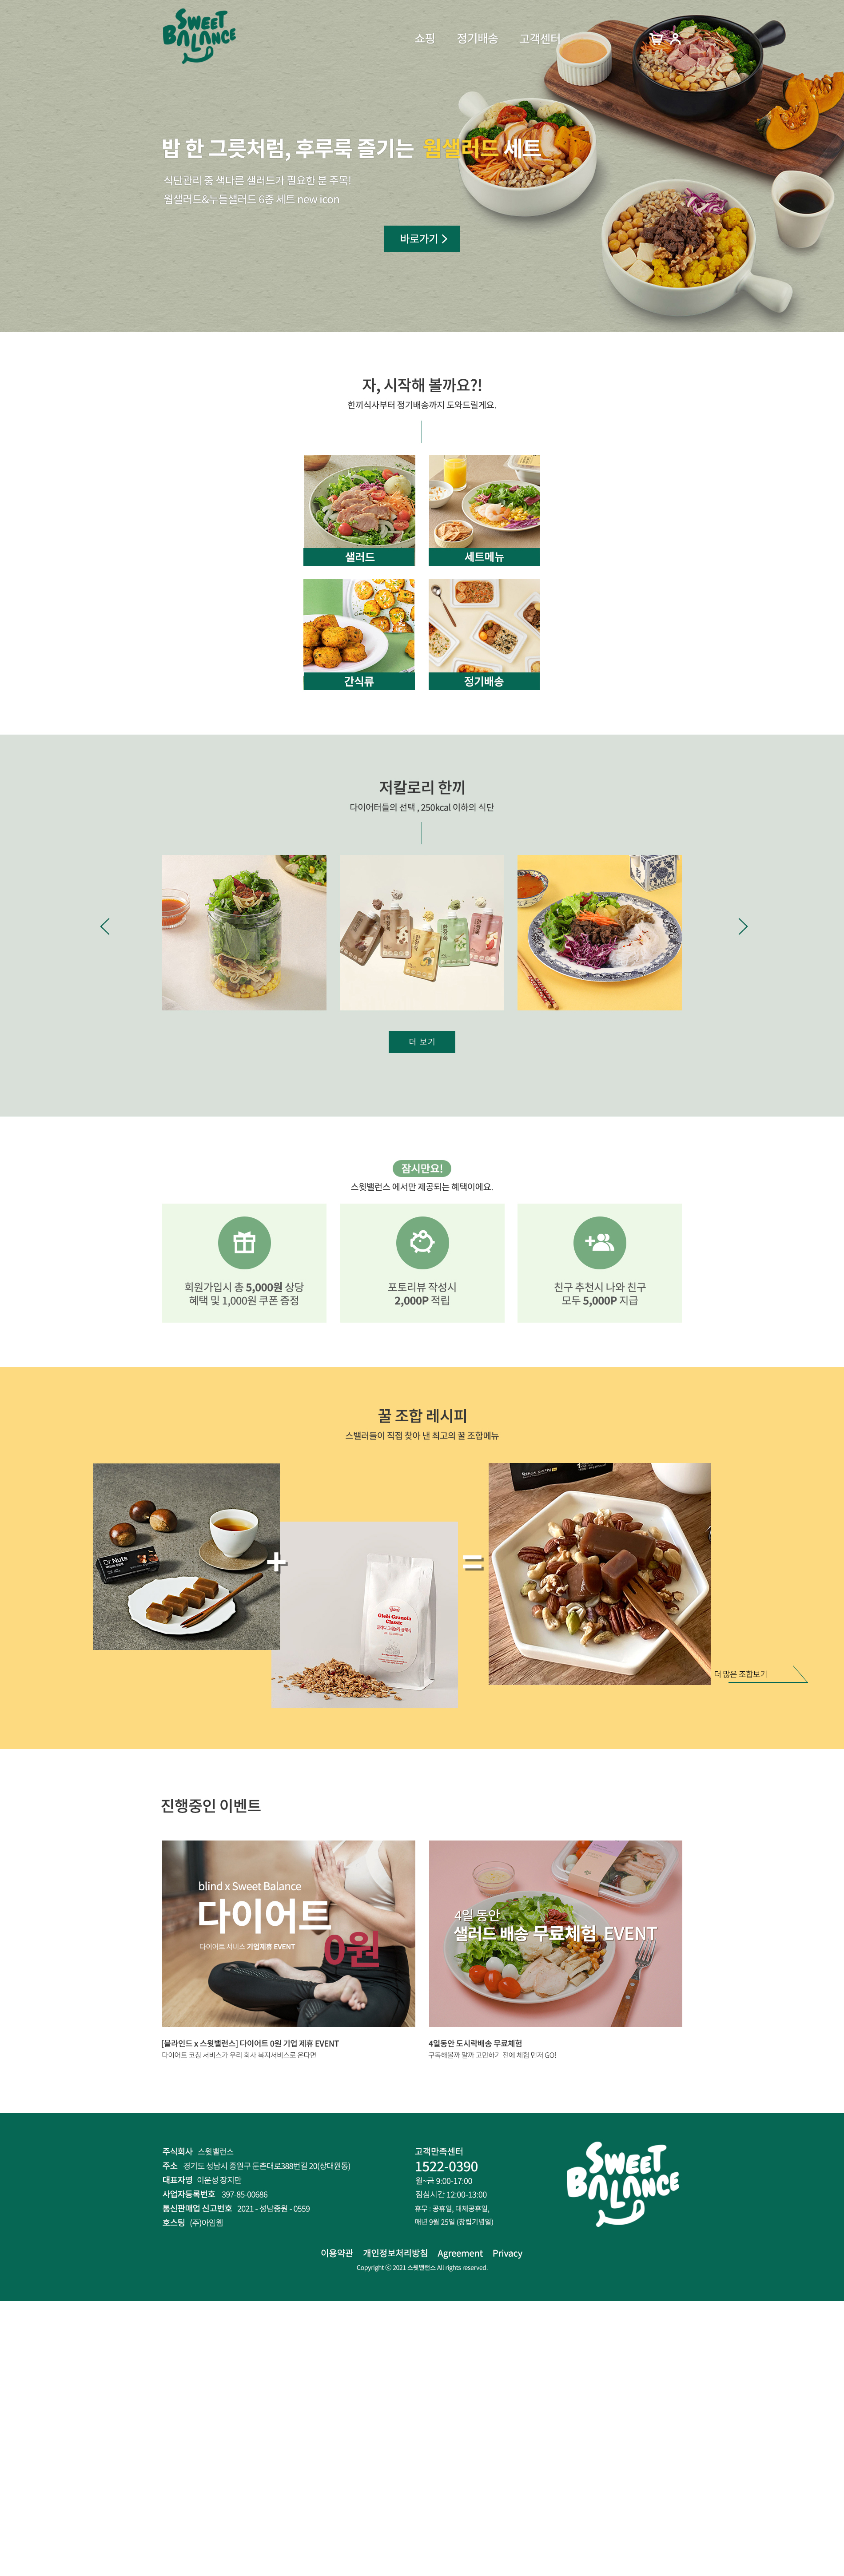 SWEET
BALANCE
쇼핑 정기배송 고객센터
밥 한 그릇처럼, 후루룩 즐기는 웜샐러드 세트
식단관리 중 색다른 샐러드가 필요한 분 주목!
웜샐러드&누들샐러드 6종 세트 new icon
바로가기 >
자, 시작해 볼까요?!
한끼식사부터 정기배송까지 도와드릴게요.
샐러드 세트메뉴
간식류 정기배송
저칼로리 한끼
다이어터들의 선택 , 250kcal 이하의 식단
더 보기
잠시만요!
스윗밸런스 에서만 제공되는 혜택이에요.
회원가입시 총 5,000원 상당
혜택 및 1,000원 쿠폰 증정
포토리뷰 작성시
2,000P 적립
친구 추천시 나와 친구
모두 5,000P 지급
꿀 조합 레시피
스밸러들이 직접 찾아 낸 최고의 꿀 조합메뉴
Dr Nuts
+
=
Granola
Classic
더 많은 조합보기
진행중인 이벤트
blind x Sweet Balance
다이어트
0원
다이어트 서비스 기업제휴 EVENT
4일 동안
샐러드 배송 무료체험 EVENT
[블라인드 x 스윗밸런스] 다이어트 0원 기업 제휴 EVENT
다이어트 코칭 서비스가 우리 회사 복지서비스로 온다면
4일동안 도시락배송 무료체험
구독해볼까 말까 고민하기 전에 체험 먼저 GO!
주식회사 스윗밸런스
주소 경기도 성남시 중원구 둔촌대로388번길 20(상대원동)
대표자명 이운성 장지만
사업자등록번호 397-85-00686
통신판매업 신고번호 2021 - 성남중원 - 0559
호스팅 (주)아임웹
고객만족센터
1522-0390
월~금 9:00-17:00
점심시간 12:00-13:00
휴무 : 공휴일, 대체공휴일,
매년 9월 25일 (창립기념일)
SWEET
BALANCE
이용약관 개인정보처리방침 Agreement Privacy
Copyright ⓒ 2021 스윗밸런스 All rights reserved.